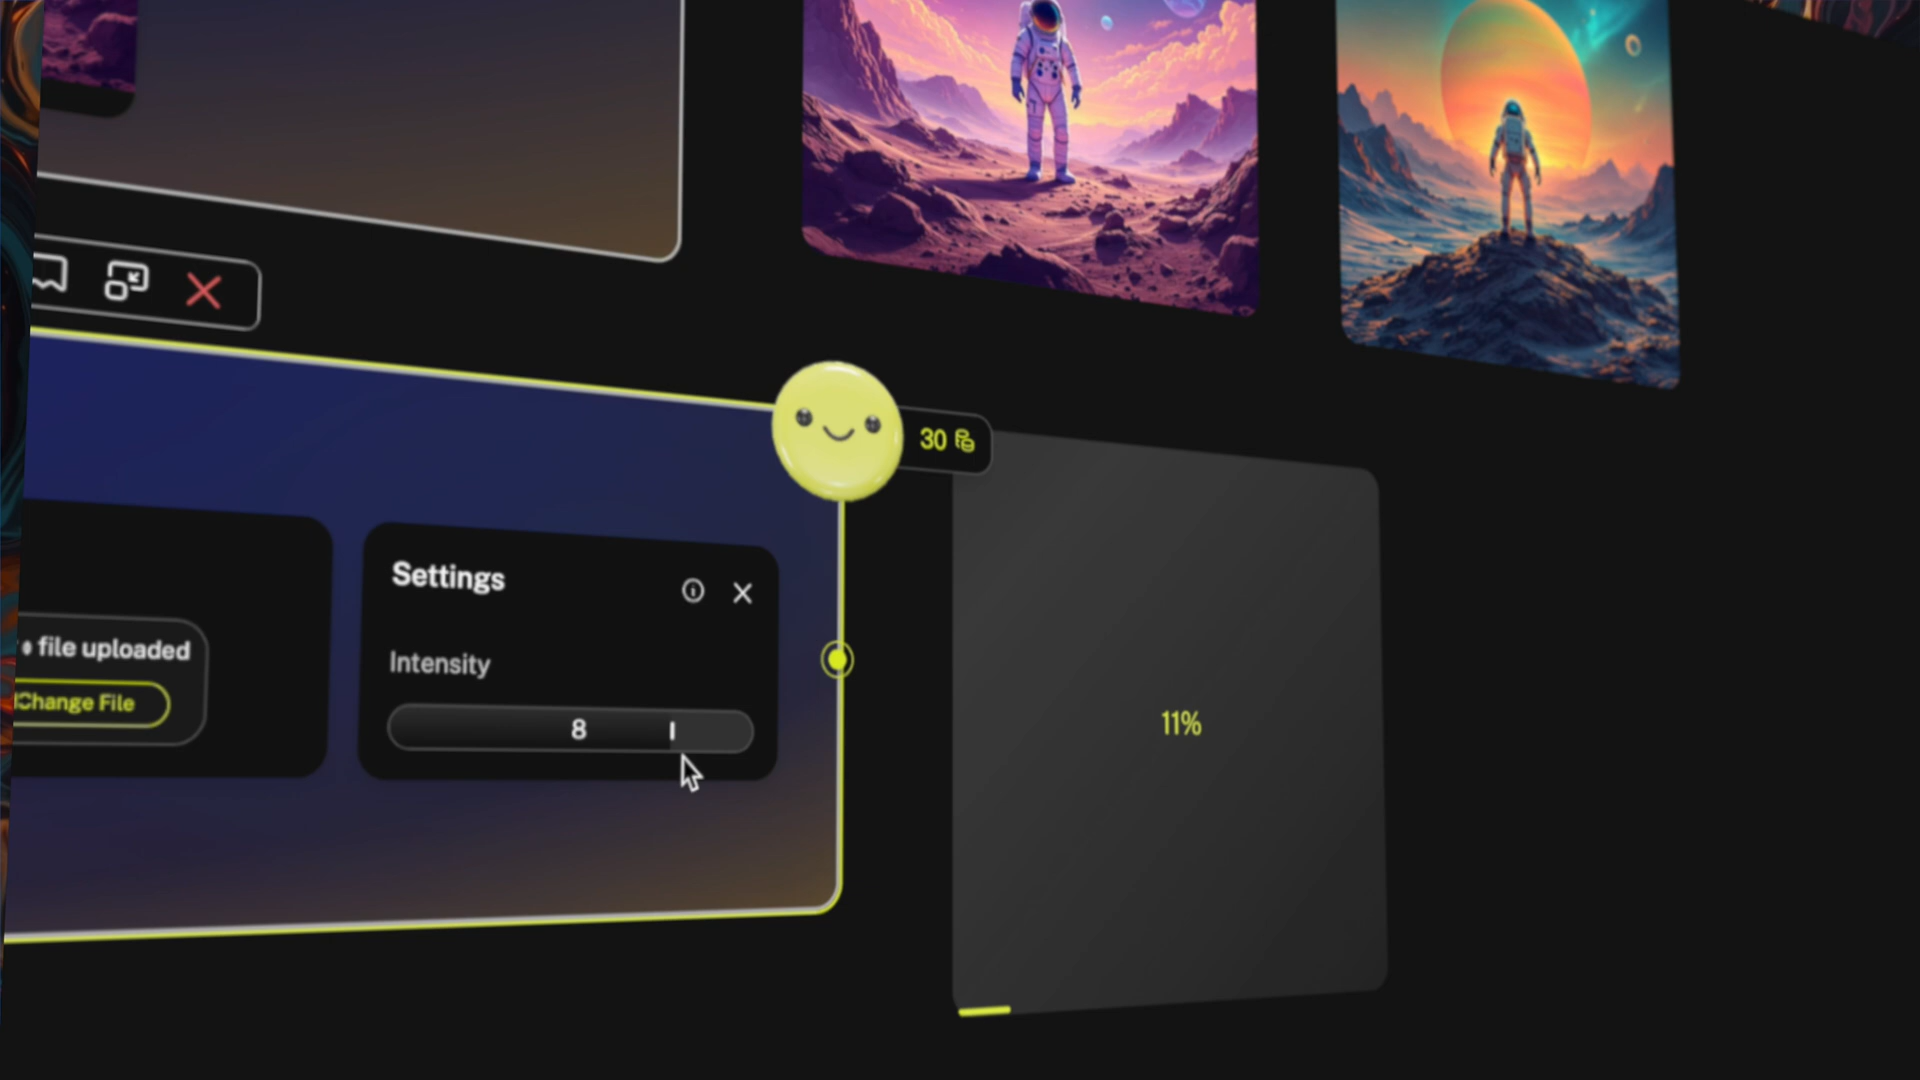 30
Settings
Intensity
8
file uploaded
Change File
11%